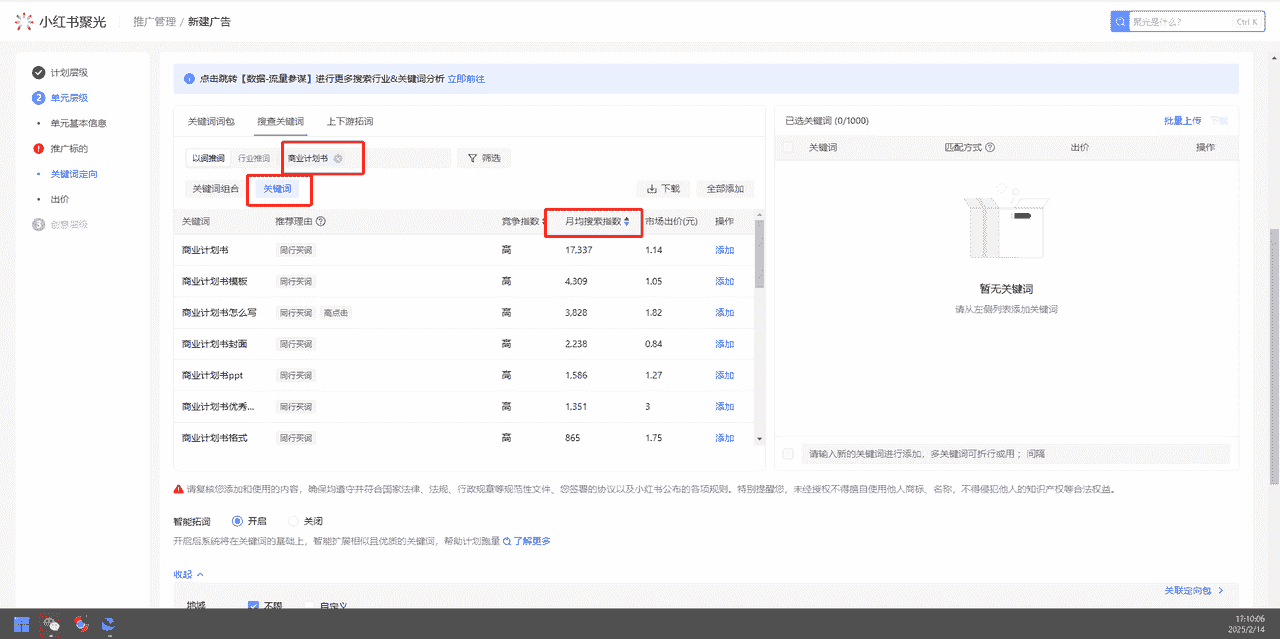 小红书聚光 推广管理 / 新建广告 聚光是什么? Ctrl K
计划层级
2 单元层级
单元基本信息
推广标的
关键词定向
出价
3 创意层级
点击跳转【数据-流量参谋】进行更多搜索行业&关键词分析 立即前往
关键词词包 搜查关键词 上下游拓词
以词推词 行业推词 商业计划书 筛选
关键词组合 关键词 下载 全部添加
关键词 推荐理由 竞争指数 月均搜索指数 市场出价(元) 操作
商业计划书 同行买词 高 17,337 1.14 添加
商业计划书模板 同行买词 高 4,309 1.05 添加
商业计划书怎么写 同行买词 高点击 高 3,828 1.82 添加
商业计划书封面 同行买词 高 2,238 0.84 添加
商业计划书ppt 同行买词 高 1,586 1.27 添加
商业计划书优秀... 同行买词 高 1,351 3 添加
商业计划书格式 同行买词 高 865 1.75 添加
已选关键词 (0/1000) 批量上传 下载
关键词 匹配方式 出价 操作
暂无关键词
请从左侧列表添加关键词
请输入新的关键词进行添加，多关键词可折行或用； 间隔
请复核您添加和使用的内容，确保均遵守并符合国家法律、法规、行政规章等规范性文件、您签署的协议以及小红书公布的各项规则。特别提醒您，未经授权不得擅自使用他人商标、名称，不得侵犯他人的知识产权等合法权益。
智能拓词 开启 关闭
开启后系统将在关键词的基础上，智能扩展相似且优质的关键词，帮助计划跑量 了解更多
收起
关联定向包
地域 不限 自定义
17:10:06
2025/2/14